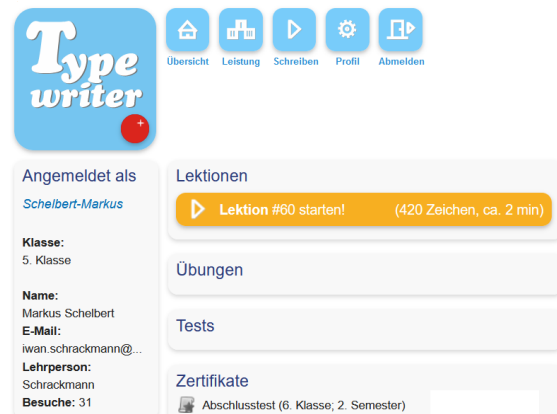 Type
writer
Übersicht
Leistung
Schreiben
Profil
Abmelden
Angemeldet als
Schelbert-Markus
Klasse:
5. Klasse
Name:
Markus Schelbert
E-Mail:
iwan.schrackmann@...
Lehrperson:
Schrackmann
Besuche: 31
Lektionen
Lektion #60 starten! (420 Zeichen, ca. 2 min)
Übungen
Tests
Zertifikate
Abschlusstest (6. Klasse; 2. Semester)